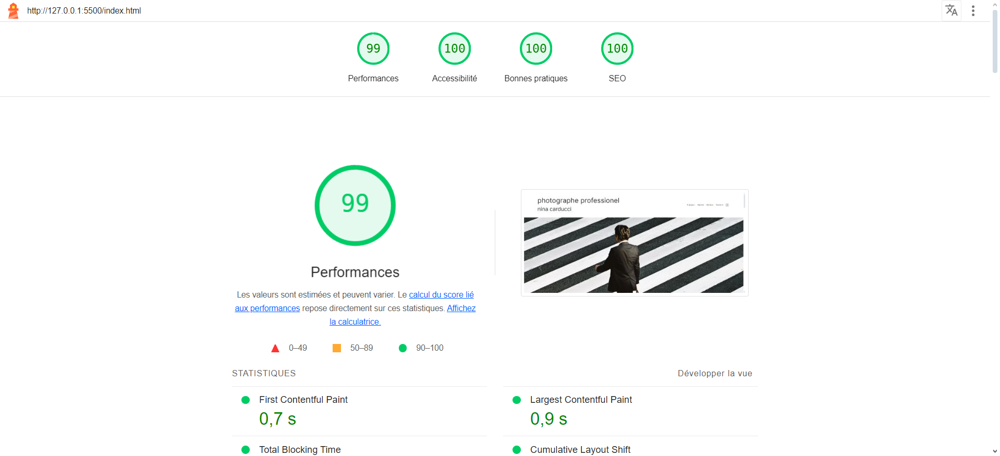 http://127.0.0.1:5500/index.html
99
100
100
100
Performances
Accessibilité
Bonnes pratiques
SEO
99
Performances
Les valeurs sont estimées et peuvent varier. Le calcul du score lié
aux performances repose directement sur ces statistiques. Affichez
la calculatrice.
0–49
50–89
90–100
photographe professionel
nina carducci
STATISTIQUES
Développer la vue
First Contentful Paint
0,7 s
Largest Contentful Paint
0,9 s
Total Blocking Time
Cumulative Layout Shift